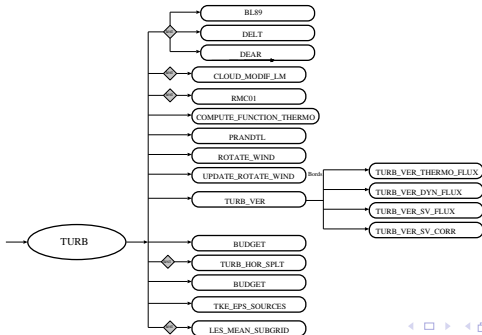 BL89
DELT
DEAR
CLOUD_MODIF_LM
RMC01
COMPUTE_FUNCTION_THERMO
PRANDTL
ROTATE_WIND
UPDATE_ROTATE_WIND
TURB_VER
Bords
TURB_VER_THERMO_FLUX
TURB_VER_DYN_FLUX
TURB_VER_SV_FLUX
TURB_VER_SV_CORR
TURB
BUDGET
TURB_HOR_SPLT
BUDGET
TKE_EPS_SOURCES
LES_MEAN_SUBGRID